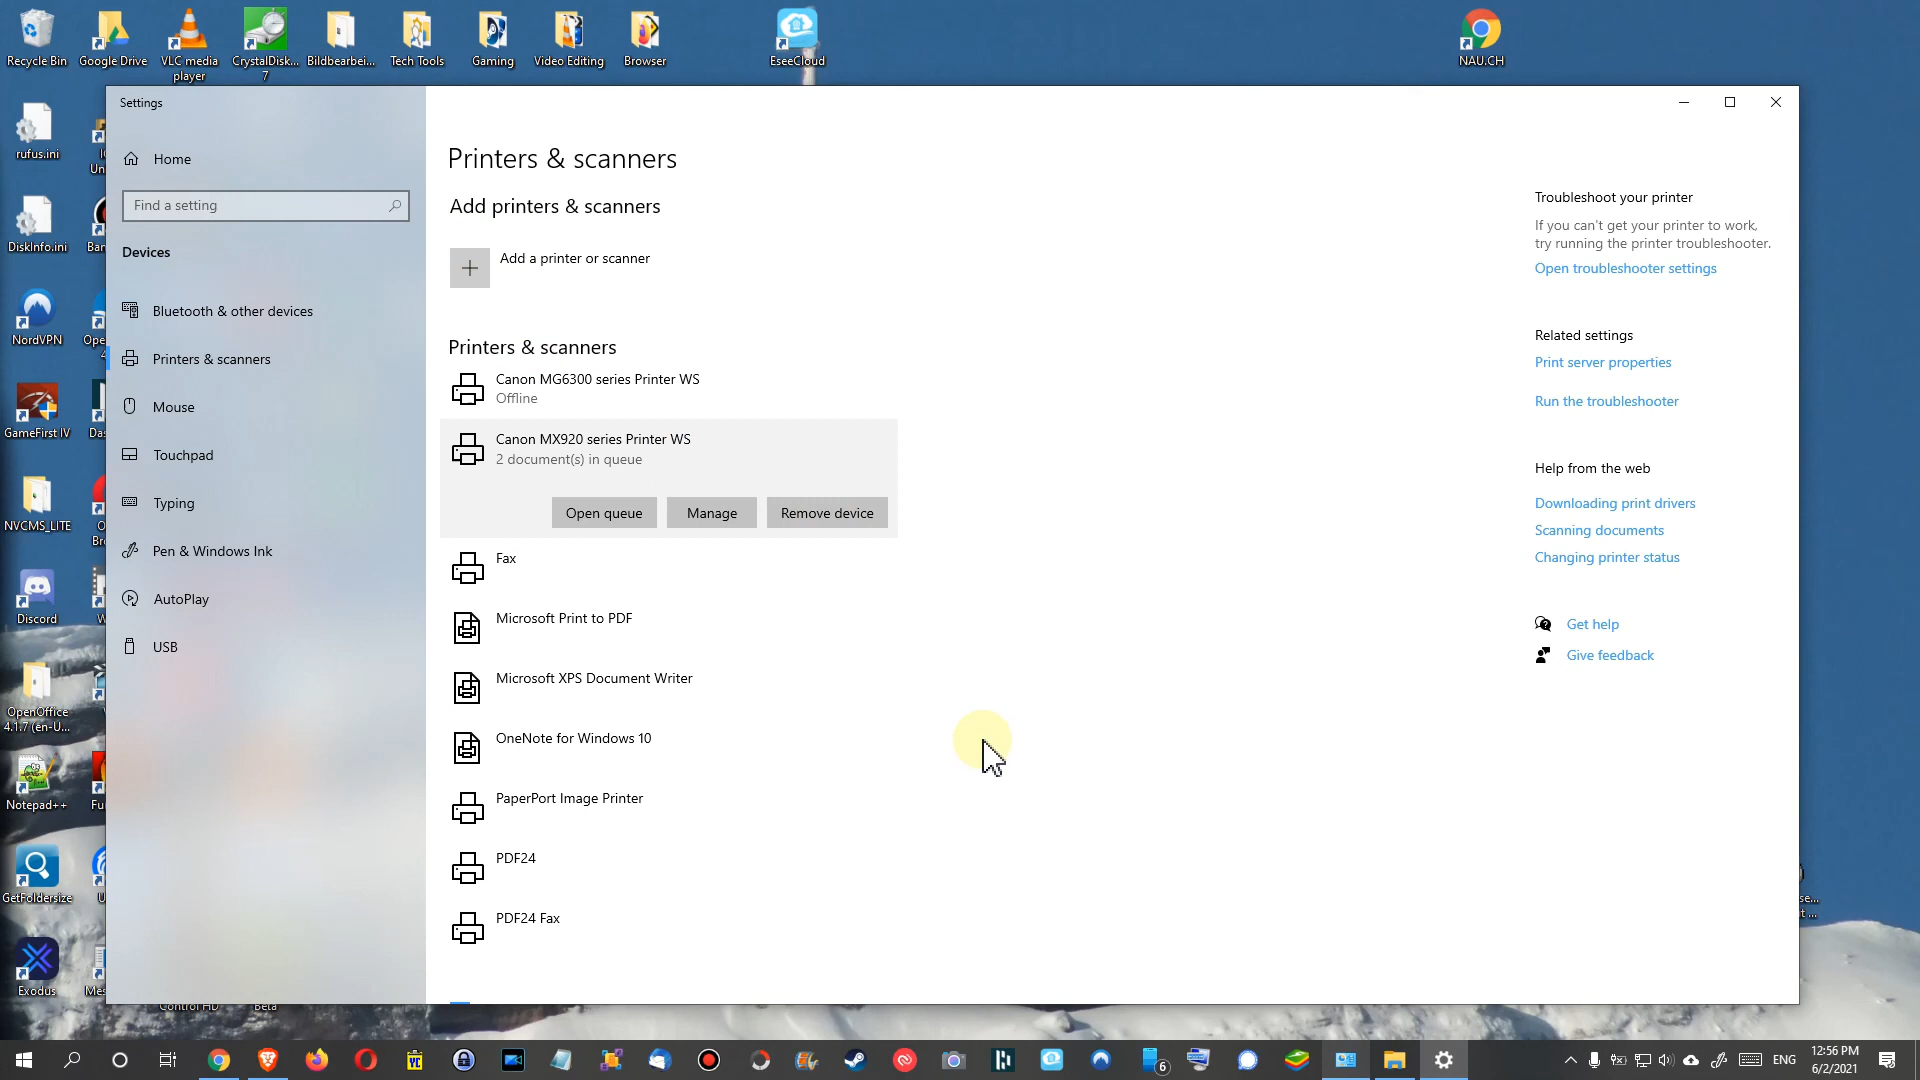 Recycle Bin
Google Drive
VLC media
player
CrystalDisk...
7
Bildbearbei...
Tech Tools
Gaming
Video Editing
Browser
EseeCloud
NAU.CH
rufus.ini
DiskInfo.ini
NordVPN
GameFirst IV
NVCMS_LITE
Discord
OpenOffice
4.1.7 (en-U...
Notepad++
GetFoldersize
Exodus
Settings
Home
Find a setting
Devices
Bluetooth & other devices
Printers & scanners
Mouse
Touchpad
Typing
Pen & Windows Ink
AutoPlay
USB
Printers & scanners
Add printers & scanners
Add a printer or scanner
Printers & scanners
Canon MG6300 series Printer WS
Offline
Canon MX920 series Printer WS
2 document(s) in queue
Open queue
Manage
Remove device
Fax
Microsoft Print to PDF
Microsoft XPS Document Writer
OneNote for Windows 10
PaperPort Image Printer
PDF24
PDF24 Fax
Troubleshoot your printer
If you can't get your printer to work,
try running the printer troubleshooter.
Open troubleshooter settings
Related settings
Print server properties
Run the troubleshooter
Help from the web
Downloading print drivers
Scanning documents
Changing printer status
Get help
Give feedback
Control HD
Beta
6
ENG
12:56 PM
6/2/2021